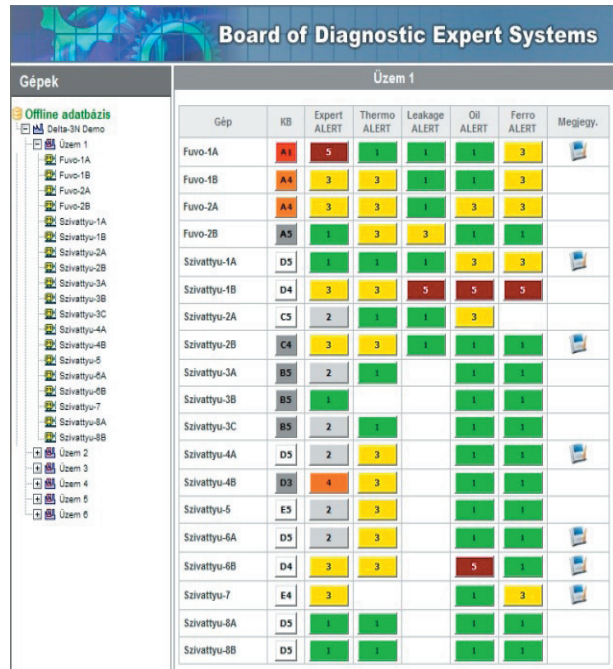 Board of Diagnostic Expert Systems
Gépek
Üzem 1
Offline adatbázis
Delta-3N Demo
Üzem 1
Fuvo-1A
Fuvo-1B
Fuvo-2A
Fuvo-2B
Szivattyu-1A
Szivattyu-1B
Szivattyu-2A
Szivattyu-2B
Szivattyu-3A
Szivattyu-3B
Szivattyu-3C
Szivattyu-4A
Szivattyu-4B
Szivattyu-5
Szivattyu-6A
Szivattyu-6B
Szivattyu-7
Szivattyu-8A
Szivattyu-8B
Üzem 2
Üzem 3
Üzem 4
Üzem 5
Üzem 6
Gép KB Expert ALERT Thermo ALERT Leakage ALERT Oil ALERT Ferro ALERT Megjegy.
Fuvo-1A A1 5 1 1 1 3
Fuvo-1B A4 3 3 1 1 3
Fuvo-2A A4 3 3 1 3 3
Fuvo-2B A5 1 3 3 1 1
Szivattyu-1A D5 1 1 1 3 3
Szivattyu-1B D4 3 3 5 5 5
Szivattyu-2A C5 2 1 1 3
Szivattyu-2B C4 3 3 1 1 1
Szivattyu-3A B5 2 1 1 1
Szivattyu-3B B5 1 1 1
Szivattyu-3C B5 2 1 1 1
Szivattyu-4A D5 2 3 1 1
Szivattyu-4B D3 4 3 1 1
Szivattyu-5 E5 2 3 1 1
Szivattyu-6A D5 2 3 1 1
Szivattyu-6B D4 3 3 5 1
Szivattyu-7 E4 3 1 3
Szivattyu-8A D5 1 1 1 1
Szivattyu-8B D5 1 1 1 1